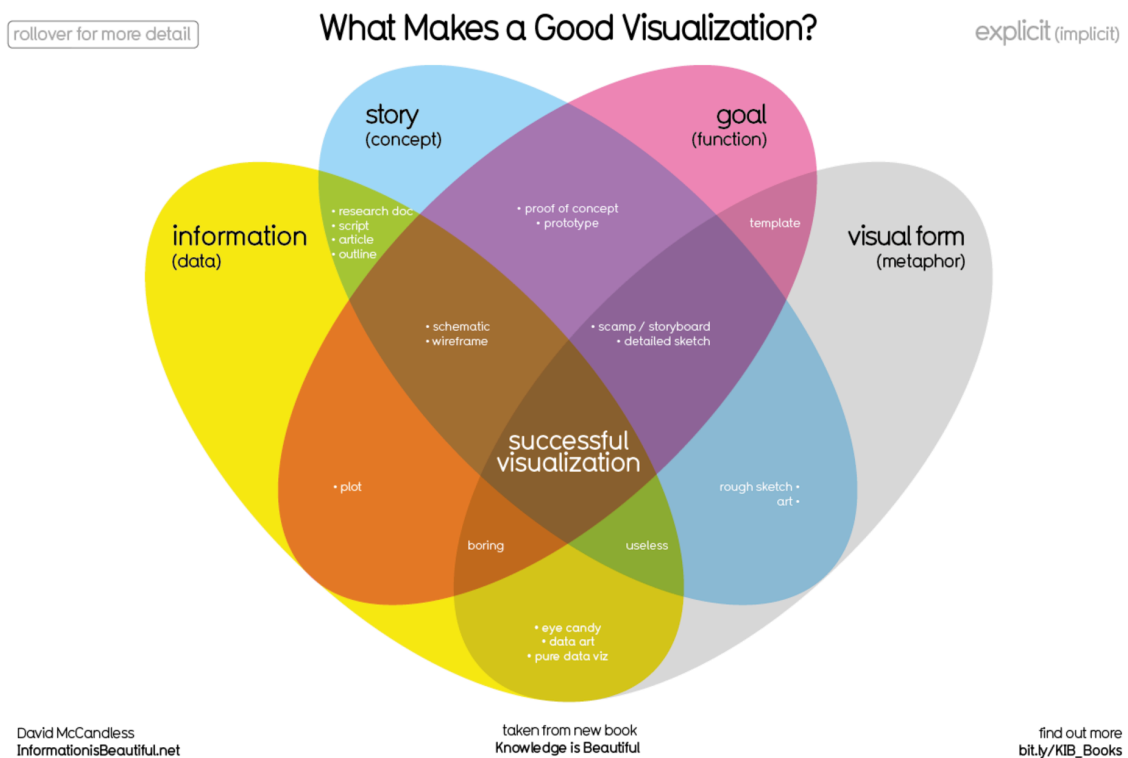 rollover for more detail
What Makes a Good Visualization?
explicit (implicit)
story
(concept)
goal
(function)
information
(data)
visual form
(metaphor)
• research doc
• script
• article
• outline
• proof of concept
• prototype
template
• schematic
• wireframe
• scamp / storyboard
• detailed sketch
successful
visualization
• plot
rough sketch •
art •
boring
useless
• eye candy
• data art
• pure data viz
David McCandless
InformationisBeautiful.net
taken from new book
Knowledge is Beautiful
find out more
bit.ly/KIB_Books